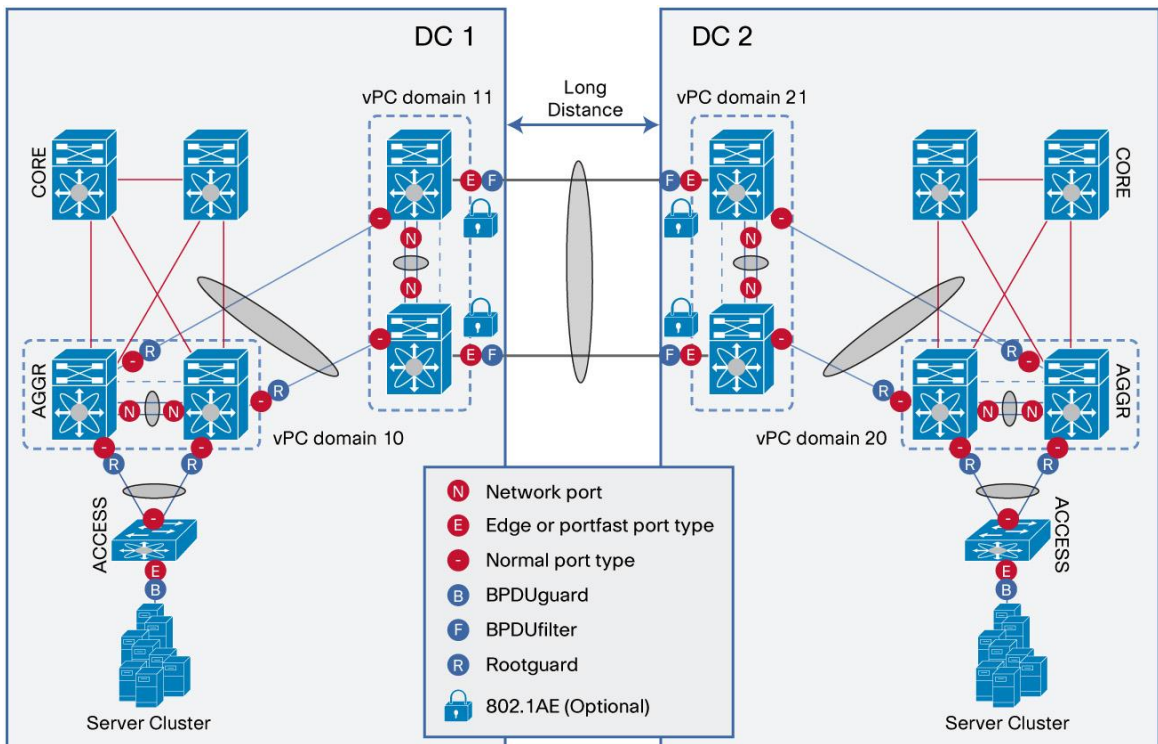 DC 1
DC 2
vPC domain 11
Long
Distance
vPC domain 21
CORE
CORE
E F
F E
-
N
N
-
N
N
-
E F
F E
-
R
-
R
-
AGGR
N N
-
R
vPC domain 10
R
-
vPC domain 20
N N
AGGR
-
R
-
R
-
R
-
R
ACCESS
-
E
B
Server Cluster
ACCESS
-
E
B
Server Cluster
N Network port
E Edge or portfast port type
- Normal port type
B BPDUguard
F BPDUfilter
R Rootguard
802.1AE (Optional)